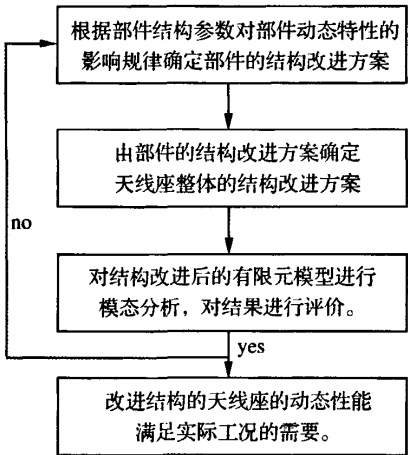 根据部件结构参数对部件动态特性的
影响规律确定部件的结构改进方案
由部件的结构改进方案确定
天线座整体的结构改进方案
no
对结构改进后的有限元模型进行
模态分析，对结果进行评价。
yes
改进结构的天线座的动态性能
满足实际工况的需要。